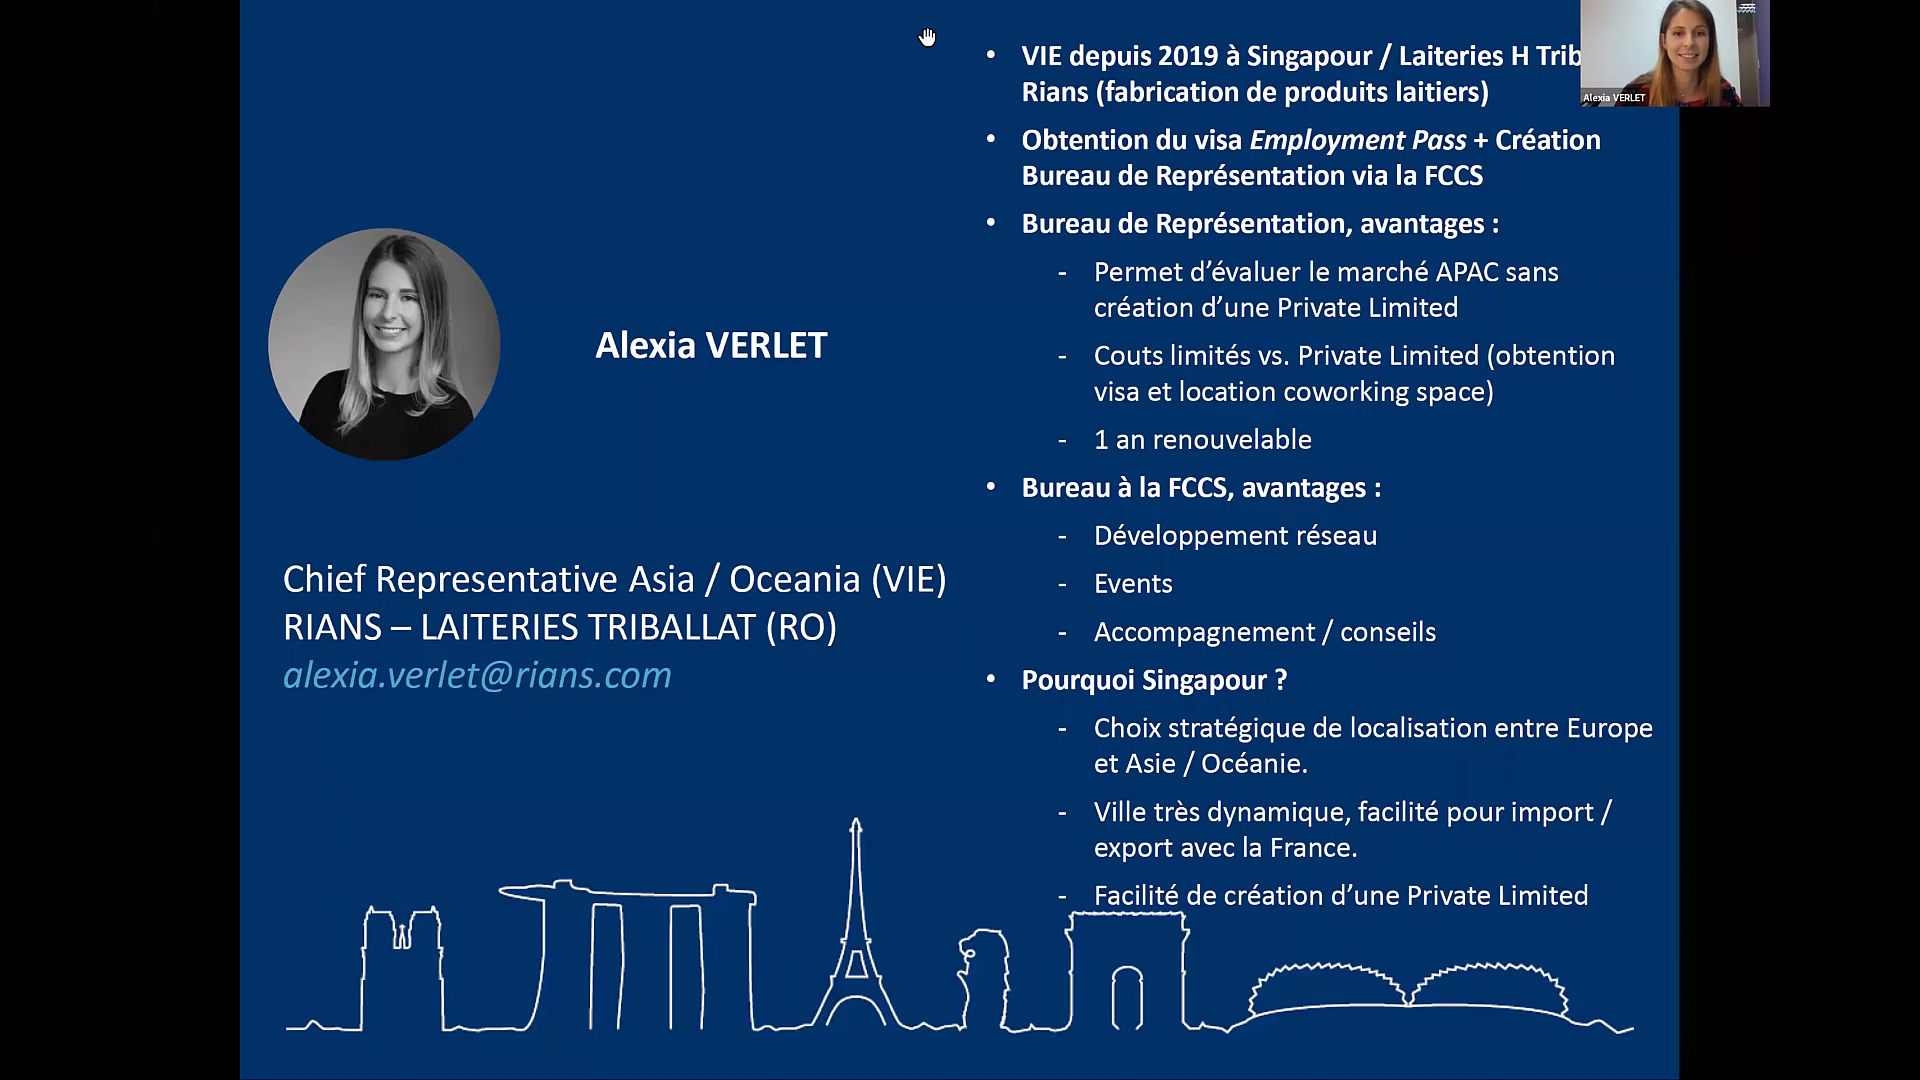 Alexia VERLET
Chief Representative Asia / Oceania (VIE)
RIANS – LAITERIES TRIBALLAT (RO)
alexia.verlet@rians.com
• VIE depuis 2019 à Singapour / Laiteries H Trib
Rians (fabrication de produits laitiers)
• Obtention du visa Employment Pass + Création
Bureau de Représentation via la FCCS
• Bureau de Représentation, avantages :
- Permet d’évaluer le marché APAC sans
création d’une Private Limited
- Couts limités vs. Private Limited (obtention
visa et location coworking space)
- 1 an renouvelable
• Bureau à la FCCS, avantages :
- Développement réseau
- Events
- Accompagnement / conseils
• Pourquoi Singapour ?
- Choix stratégique de localisation entre Europe
et Asie / Océanie.
- Ville très dynamique, facilité pour import /
export avec la France.
- Facilité de création d’une Private Limited
Alexia VERLET